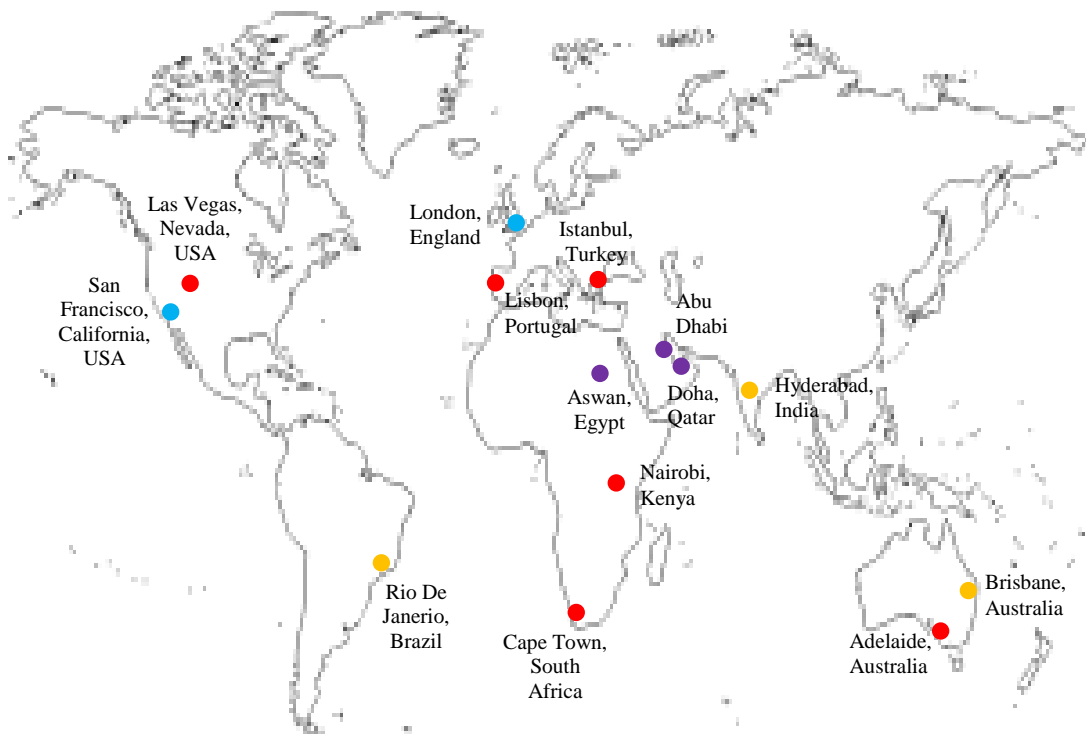 Las Vegas,
Nevada,
USA
San
Francisco,
California,
USA
London,
England
Istanbul,
Turkey
Lisbon,
Portugal
Abu
Dhabi
Aswan,
Egypt
Doha,
Qatar
Hyderabad,
India
Nairobi,
Kenya
Rio De
Janerio,
Brazil
Cape Town,
South
Africa
Brisbane,
Australia
Adelaide,
Australia